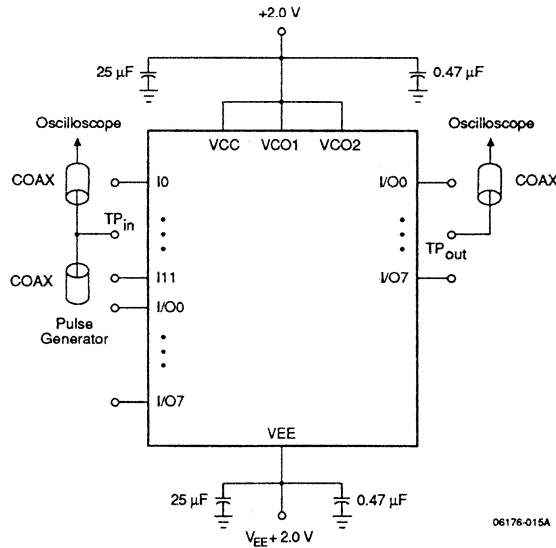 +2.0 V
25 µF
0.47 µF
Oscilloscope
Oscilloscope
VCC VCO1 VCO2
COAX
I0
I/O0
COAX
TPin
TPout
COAX
I11
I/O7
I/O0
Pulse
Generator
I/O7
VEE
25 µF
0.47 µF
VEE + 2.0 V
06176-015A